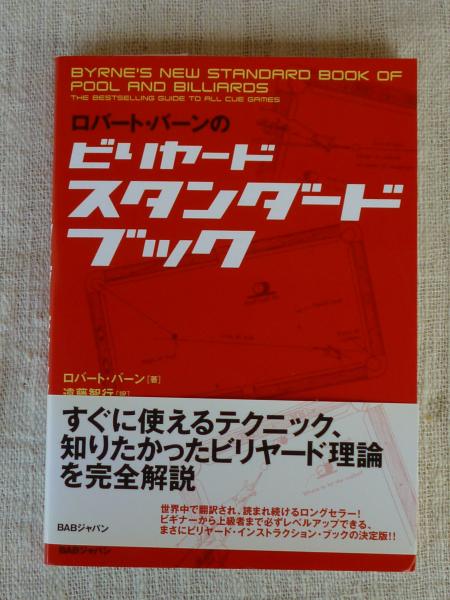 BYRNE'S NEW STANDARD BOOK OF
POOL AND BILLIARDS
THE BESTSELLING GUIDE TO ALL CUE GAMES
ロバート・バーンの
ビリヤード
スタンダード
ブック
ロバート・バーン[著]
遠藤智行[訳]
すぐに使えるテクニック、
知りたかったビリヤード理論
を完全解説
世界中で翻訳され、読まれ続けるロングセラー!
ビギナーから上級者まで必ずレベルアップできる、
まさにビリヤード・インストラクション・ブックの決定版!!
BABジャパン
BABジャパン